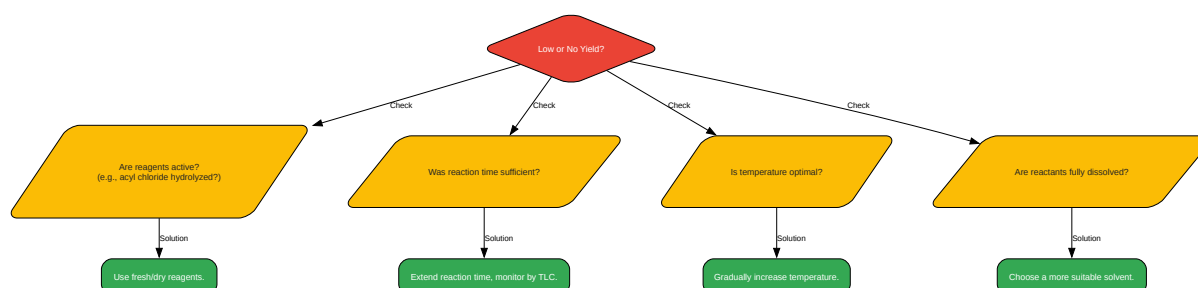 Low or No Yield?
Check
Check
Check
Check
Are reagents active?
(e.g., acyl chloride hydrolyzed?)
Was reaction time sufficient?
Is temperature optimal?
Are reactants fully dissolved?
Solution
Solution
Solution
Solution
Use fresh/dry reagents.
Extend reaction time, monitor by TLC.
Gradually increase temperature.
Choose a more suitable solvent.